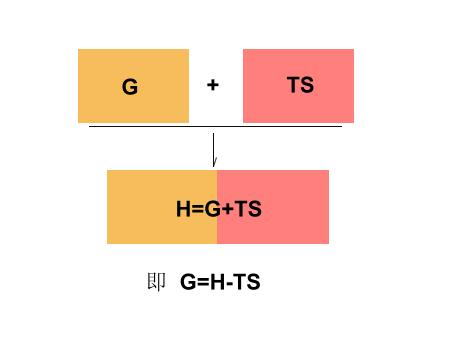 G + TS
H=G+TS
即 G=H-TS